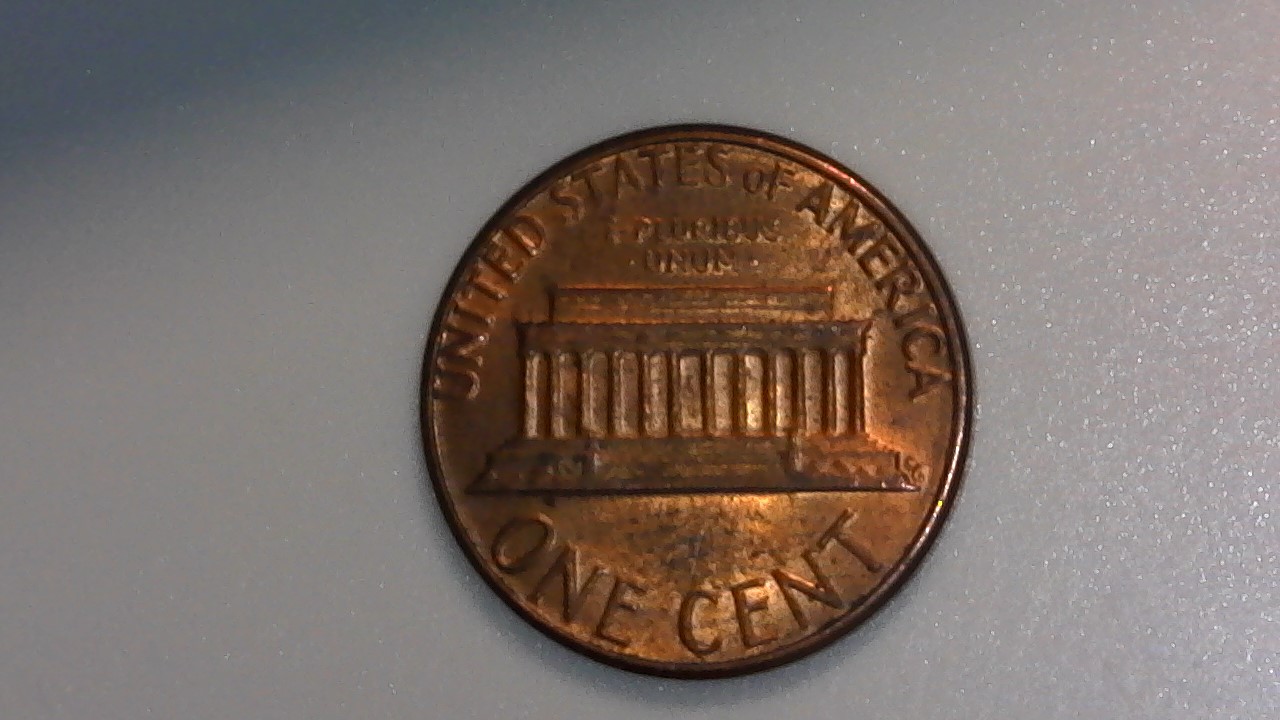 UNITED STATES OF AMERICA
E PLURIBUS
· UNUM ·
ONE CENT